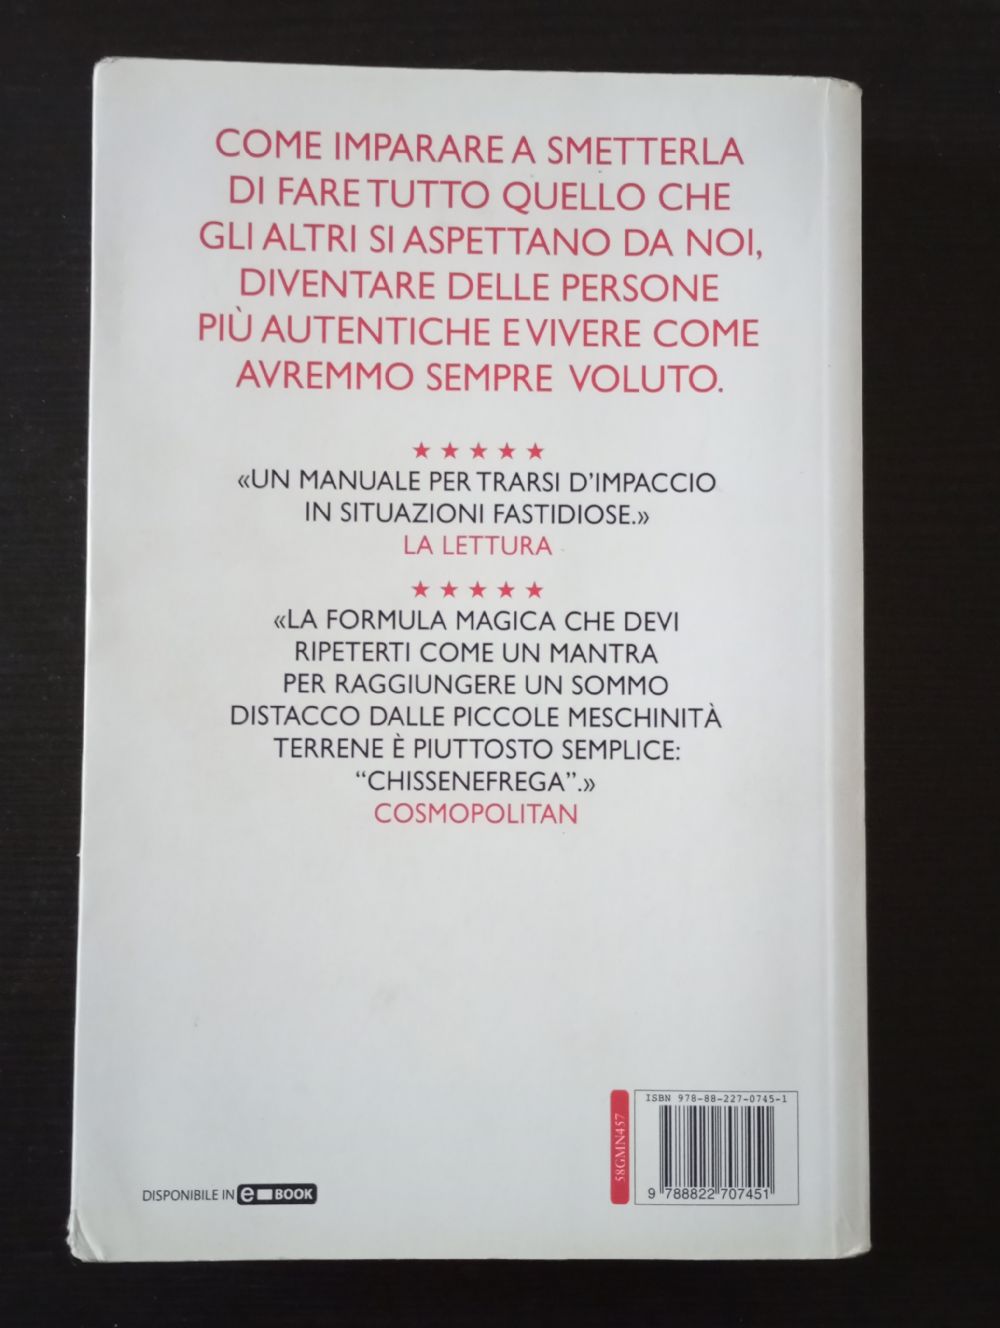 COME IMPARARE A SMETTERLA
DI FARE TUTTO QUELLO CHE
GLI ALTRI SI ASPETTANO DA NOI,
DIVENTARE DELLE PERSONE
PIÙ AUTENTICHE E VIVERE COME
AVREMMO SEMPRE VOLUTO.
★★★★★
«UN MANUALE PER TRARSI D'IMPACCIO
IN SITUAZIONI FASTIDIOSE.»
LA LETTURA
★★★★★
«LA FORMULA MAGICA CHE DEVI
RIPETERTI COME UN MANTRA
PER RAGGIUNGERE UN SOMMO
DISTACCO DALLE PICCOLE MESCHINITÀ
TERRENE È PIUTTOSTO SEMPLICE:
“CHISSENEFREGA”.»
COSMOPOLITAN
DISPONIBILE IN e BOOK
58GMN457
ISBN 978-88-227-0745-1
9 788822 707451